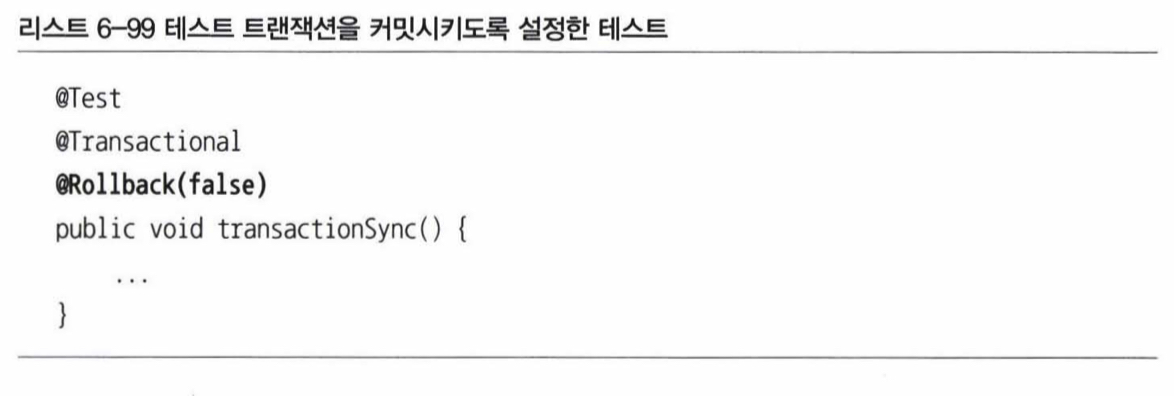 리스트 6-99 테스트 트랜잭션을 커밋시키도록 설정한 테스트
@Test
@Transactional
@Rollback(false)
public void transactionSync() {
...
}